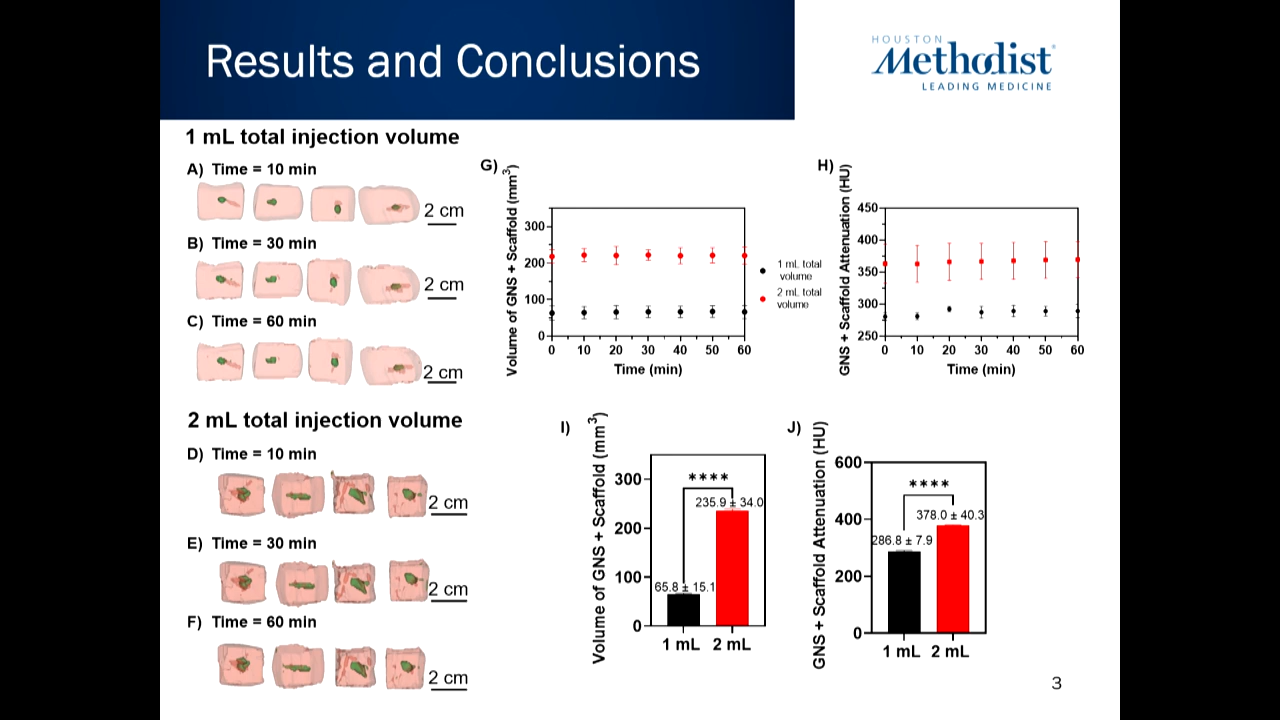 Results and Conclusions
HOUSTON
Methodist
LEADING MEDICINE
1 mL total injection volume
A) Time = 10 min
2 cm
B) Time = 30 min
2 cm
C) Time = 60 min
2 cm
2 mL total injection volume
D) Time = 10 min
2 cm
E) Time = 30 min
2 cm
F) Time = 60 min
2 cm
G)
Volume of GNS + Scaffold (mm³)
300
200
100
0
0 10 20 30 40 50 60
Time (min)
1 mL total
volume
2 mL total
volume
H)
GNS + Scaffold Attenuation (HU)
450
400
350
300
250
0 10 20 30 40 50 60
Time (min)
I)
Volume of GNS + Scaffold (mm³)
300
200
100
0
****
235.9 ± 34.0
65.8 ± 15.1
1 mL 2 mL
J)
GNS + Scaffold Attenuation (HU)
600
400
200
0
****
378.0 ± 40.3
286.8 ± 7.9
1 mL 2 mL
3